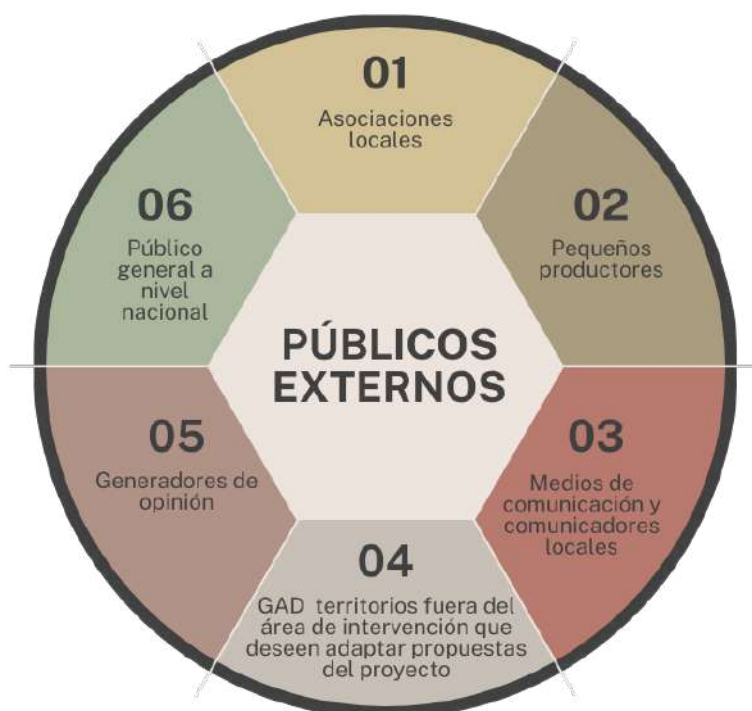 01
Asociaciones
locales
02
Pequeños
productores
03
Medios de
comunicación y
comunicadores
locales
04
GAD territorios fuera del
área de intervención que
deseen adaptar propuestas
del proyecto
05
Generadores de
opinión
06
Público
general a
nivel
nacional
PÚBLICOS
EXTERNOS